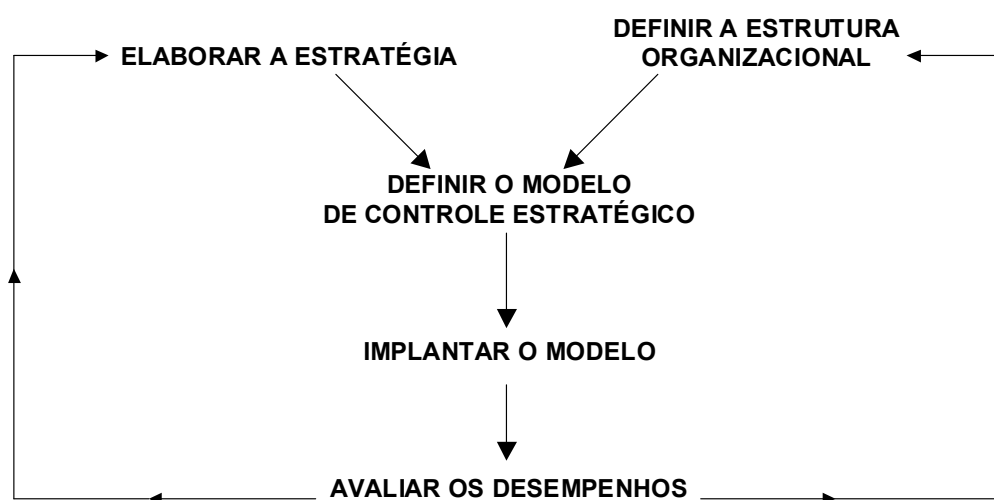 ELABORAR A ESTRATÉGIA
DEFINIR A ESTRUTURA
ORGANIZACIONAL
DEFINIR O MODELO
DE CONTROLE ESTRATÉGICO
IMPLANTAR O MODELO
AVALIAR OS DESEMPENHOS